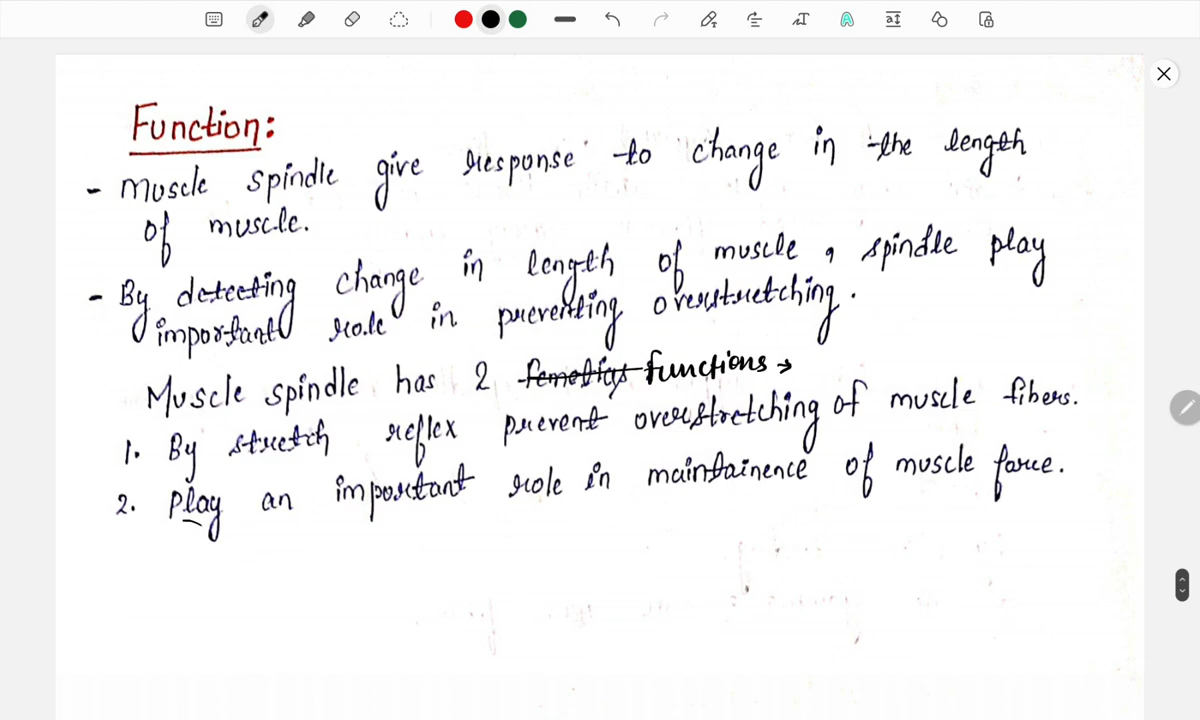 Function:
- Muscle spindle give response to change in the length
of muscle.
- By detecting change in length of muscle, spindle play
important role in preventing overstretching.
Muscle spindle has 2 functions →
1. By stretch reflex prevent overstretching of muscle fibers.
2. Play an important role in maintainence of muscle force.